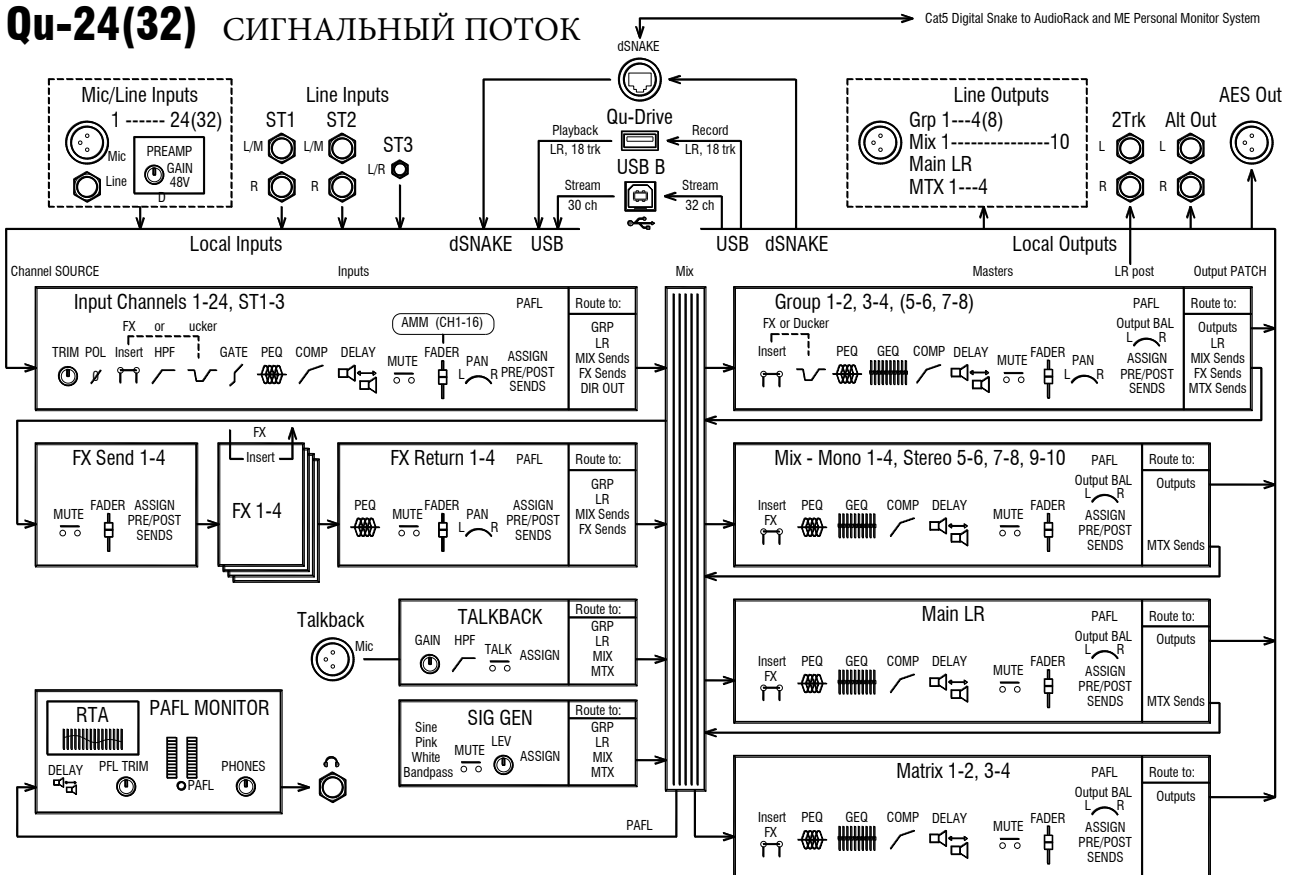 Qu-24(32) СИГНАЛЬНЫЙ ПОТОК
Cat5 Digital Snake to AudioRack and ME Personal Monitor System
dSNAKE
Mic/Line Inputs
1 ------ 24(32)
Mic
Line
PREAMP
GAIN
48V
D
Line Inputs
ST1
L/M
R
ST2
L/M
R
ST3
L/R
Qu-Drive
Playback
LR, 18 trk
Record
LR, 18 trk
USB B
Stream
30 ch
Stream
32 ch
Line Outputs
Grp 1---4(8)
Mix 1---------------10
Main LR
MTX 1---4
2Trk
L
R
Alt Out
L
R
AES Out
Local Inputs
dSNAKE
USB
USB
dSNAKE
Local Outputs
Channel SOURCE
Inputs
Mix
Masters
LR post
Output PATCH
Input Channels 1-24, ST1-3
PAFL
FX or ucker
AMM (CH1-16)
TRIM POL Insert HPF GATE PEQ COMP DELAY MUTE FADER PAN
L R
ASSIGN
PRE/POST
SENDS
Route to:
GRP
LR
MIX Sends
FX Sends
DIR OUT
Group 1-2, 3-4, (5-6, 7-8)
PAFL
FX or Ducker
Insert PEQ GEQ COMP DELAY MUTE FADER PAN
L R
Output BAL
L R
ASSIGN
PRE/POST
SENDS
Route to:
Outputs
LR
MIX Sends
FX Sends
MTX Sends
FX Send 1-4
MUTE FADER
ASSIGN
PRE/POST
SENDS
FX
Insert
FX 1-4
FX Return 1-4
PAFL
PEQ MUTE FADER PAN
L R
ASSIGN
PRE/POST
SENDS
Route to:
GRP
LR
MIX Sends
FX Sends
Mix - Mono 1-4, Stereo 5-6, 7-8, 9-10
PAFL
Insert
FX
PEQ GEQ COMP DELAY MUTE FADER
Output BAL
L R
ASSIGN
PRE/POST
SENDS
Route to:
Outputs
MTX Sends
Talkback
Mic
TALKBACK
GAIN HPF TALK ASSIGN
Route to:
GRP
LR
MIX
MTX
Main LR
PAFL
Insert
FX
PEQ GEQ COMP DELAY MUTE FADER
Output BAL
L R
ASSIGN
PRE/POST
SENDS
Route to:
Outputs
MTX Sends
RTA
PAFL MONITOR
DELAY
PFL TRIM
PAFL
PHONES
SIG GEN
Sine
Pink
White
Bandpass
MUTE LEV ASSIGN
Route to:
GRP
LR
MIX
MTX
PAFL
Matrix 1-2, 3-4
PAFL
Insert
FX
PEQ GEQ COMP DELAY MUTE FADER
Output BAL
L R
ASSIGN
PRE/POST
SENDS
Route to:
Outputs